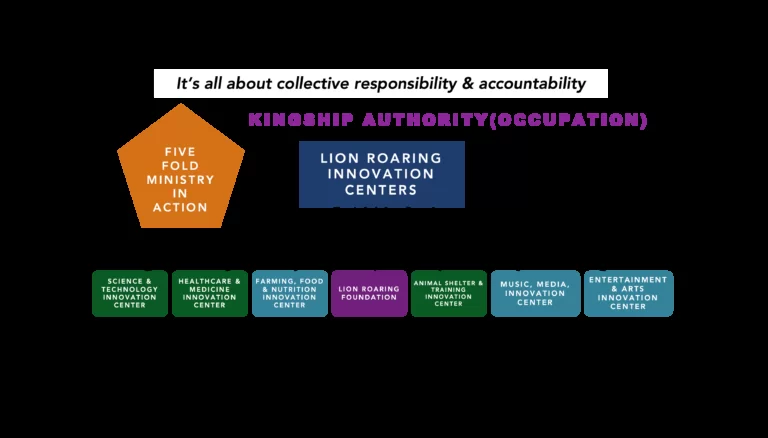 It's all about collective responsibility & accountability
KINGSHIP AUTHORITY(OCCUPATION)
FIVE
FOLD
MINISTRY
IN
ACTION
LION ROARING
INNOVATION
CENTERS
SCIENCE &
TECHNOLOGY
INNOVATION
CENTER
HEALTHCARE &
MEDICINE
INNOVATION
CENTER
FARMING, FOOD
& NUTRITION
INNOVATION
CENTER
LION ROARING
FOUNDATION
ANIMAL SHELTER &
TRAINING
INNOVATION
CENTER
MUSIC, MEDIA,
INNOVATION
CENTER
ENTERTAINMENT
& ARTS
INNOVATION
CENTER